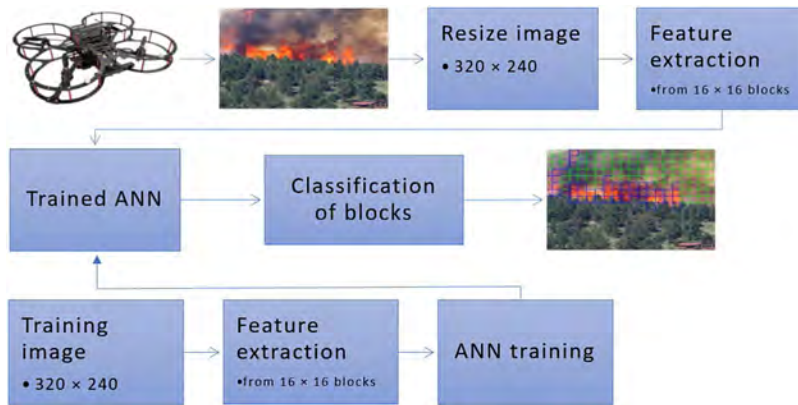 Resize image
• 320 × 240
Feature
extraction
•from 16 × 16 blocks
Trained ANN
Classification
of blocks
Training
image
• 320 × 240
Feature
extraction
•from 16 × 16 blocks
ANN training